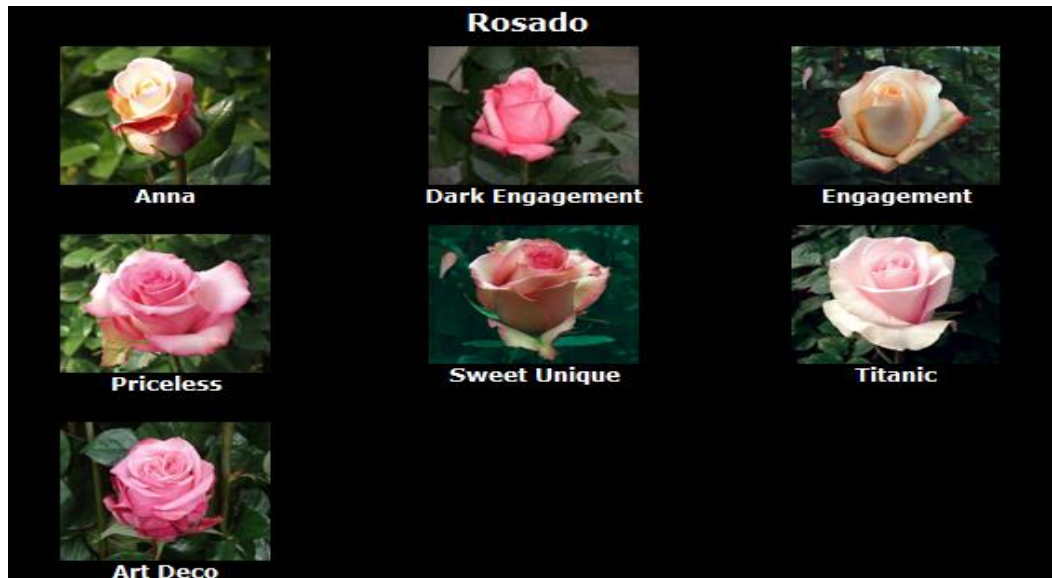 Rosado
Anna
Dark Engagement
Engagement
Priceless
Sweet Unique
Titanic
Art Deco